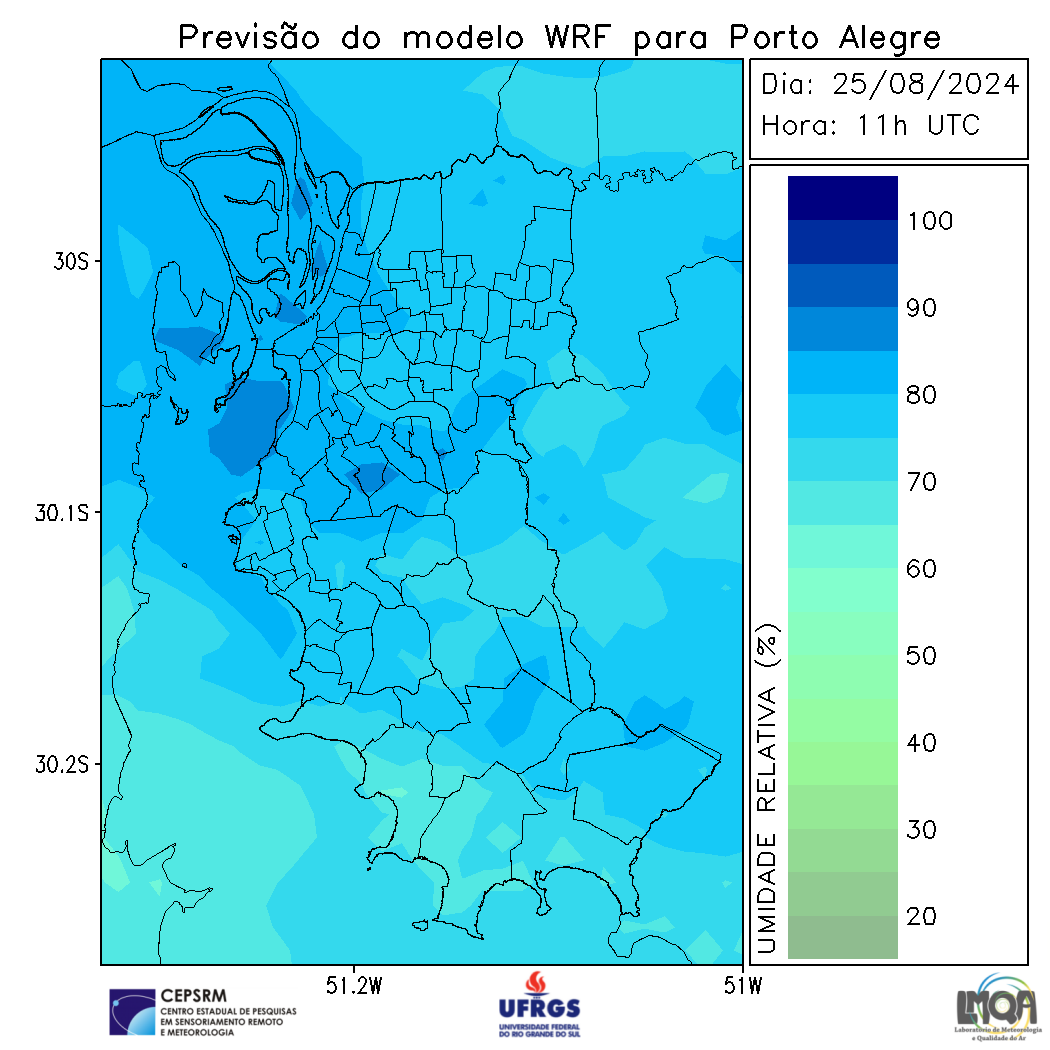 Previsão do modelo WRF para Porto Alegre
Dia: 25/08/2024
Hora: 11h UTC
100
90
80
70
60
50
40
30
20
UMIDADE RELATIVA (%)
30S
30.1S
30.2S
51.2W
51W
CEPSRM
CENTRO ESTADUAL DE PESQUISAS
EM SENSORIAMENTO REMOTO
E METEOROLOGIA
UFRGS
UNIVERSIDADE FEDERAL
DO RIO GRANDE DO SUL
LMQA
Laboratório de Meteorologia
e Qualidade do Ar